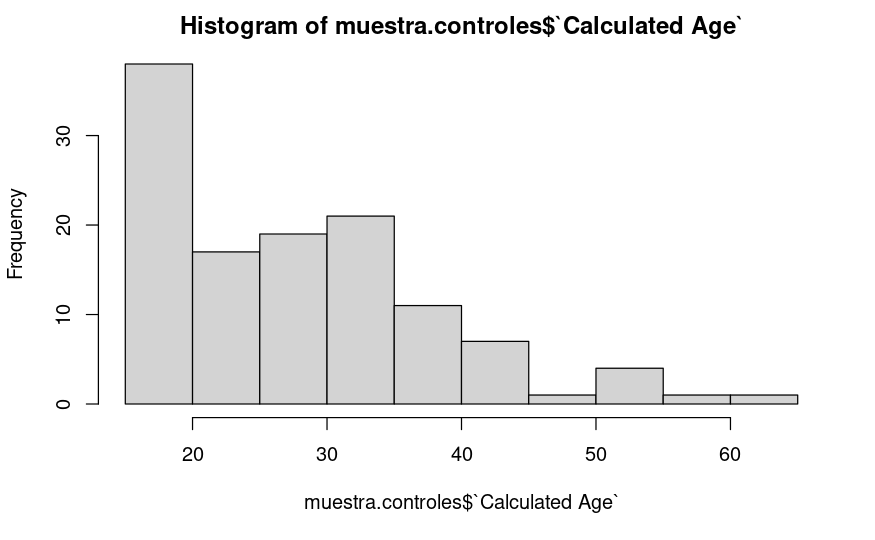 Histogram of muestra.controles$`Calculated Age`
Frequency
30
20
10
0
20 30 40 50 60
muestra.controles$`Calculated Age`